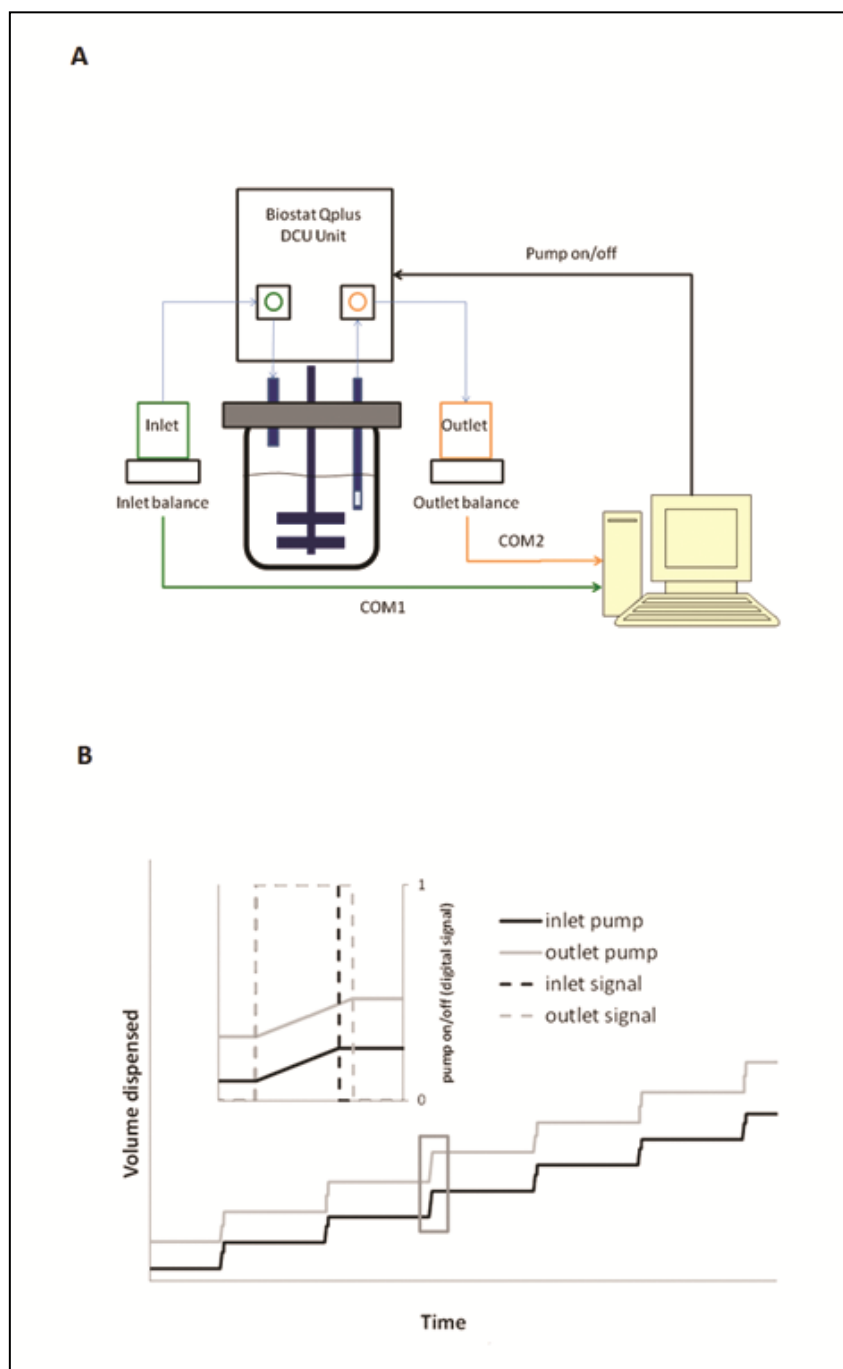 A
Biostat Qplus
DCU Unit
Pump on/off
Inlet
Outlet
Inlet balance
Outlet balance
COM2
COM1
B
1
pump on/off (digital signal)
0
inlet pump
outlet pump
inlet signal
outlet signal
Volume dispensed
Time